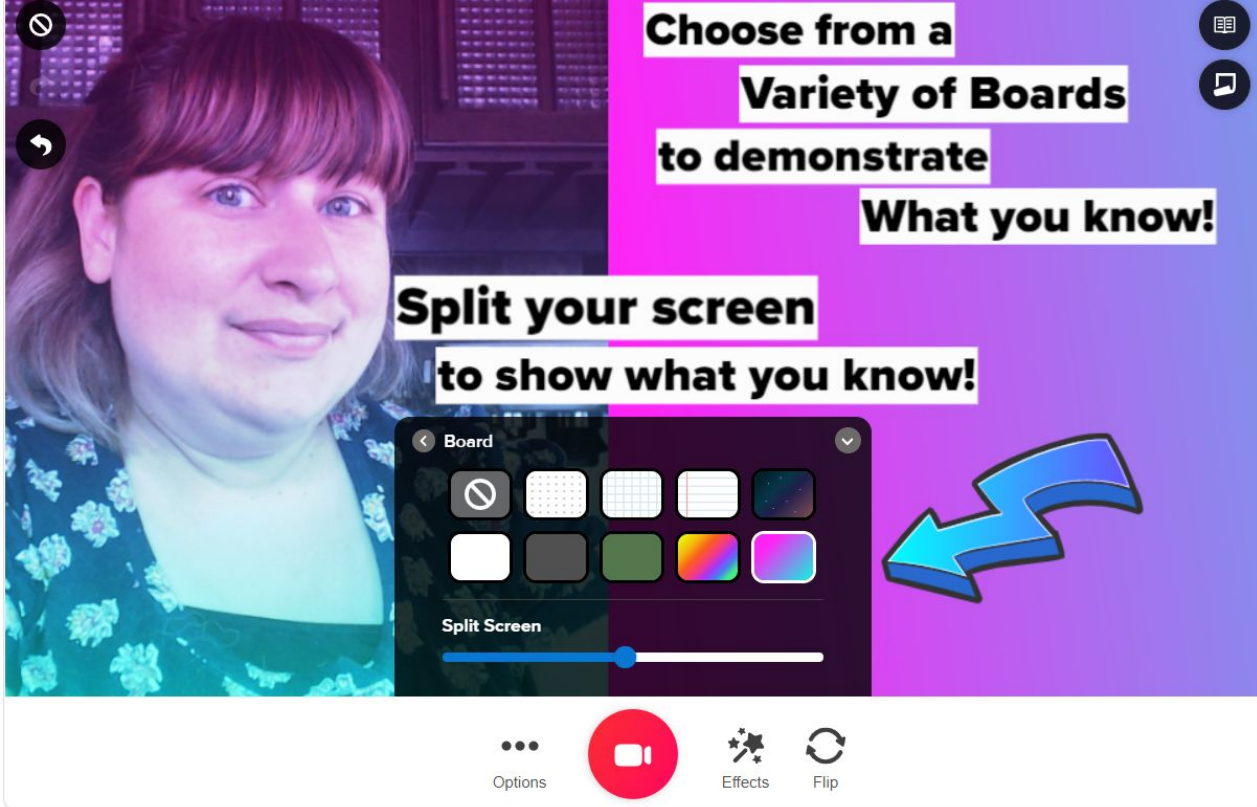 Choose from a
Variety of Boards
to demonstrate
What you know!
Split your screen
to show what you know!
Board
Split Screen
Options
Effects
Flip